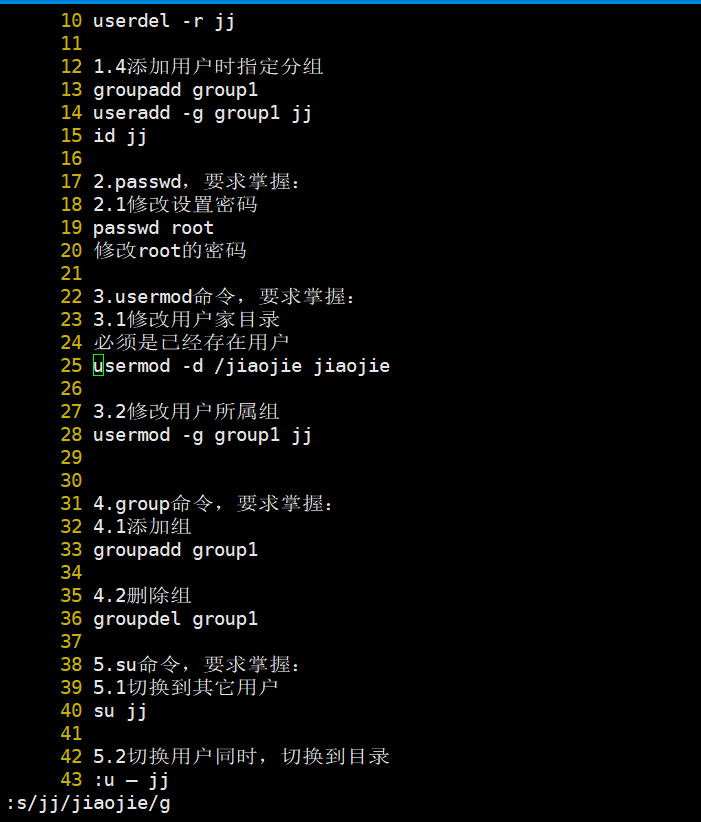 10 userdel -r jj
11
12 1.4添加用户时指定分组
13 groupadd group1
14 useradd -g group1 jj
15 id jj
16
17 2.passwd，要求掌握：
18 2.1修改设置密码
19 passwd root
20 修改root的密码
21
22 3.usermod命令，要求掌握：
23 3.1修改用户家目录
24 必须是已经存在用户
25 usermod -d /jiaojie jiaojie
26
27 3.2修改用户所属组
28 usermod -g group1 jj
29
30
31 4.group命令，要求掌握：
32 4.1添加组
33 groupadd group1
34
35 4.2删除组
36 groupdel group1
37
38 5.su命令，要求掌握：
39 5.1切换到其它用户
40 su jj
41
42 5.2切换用户同时，切换到目录
43 :u – jj
:s/jj/jiaojie/g